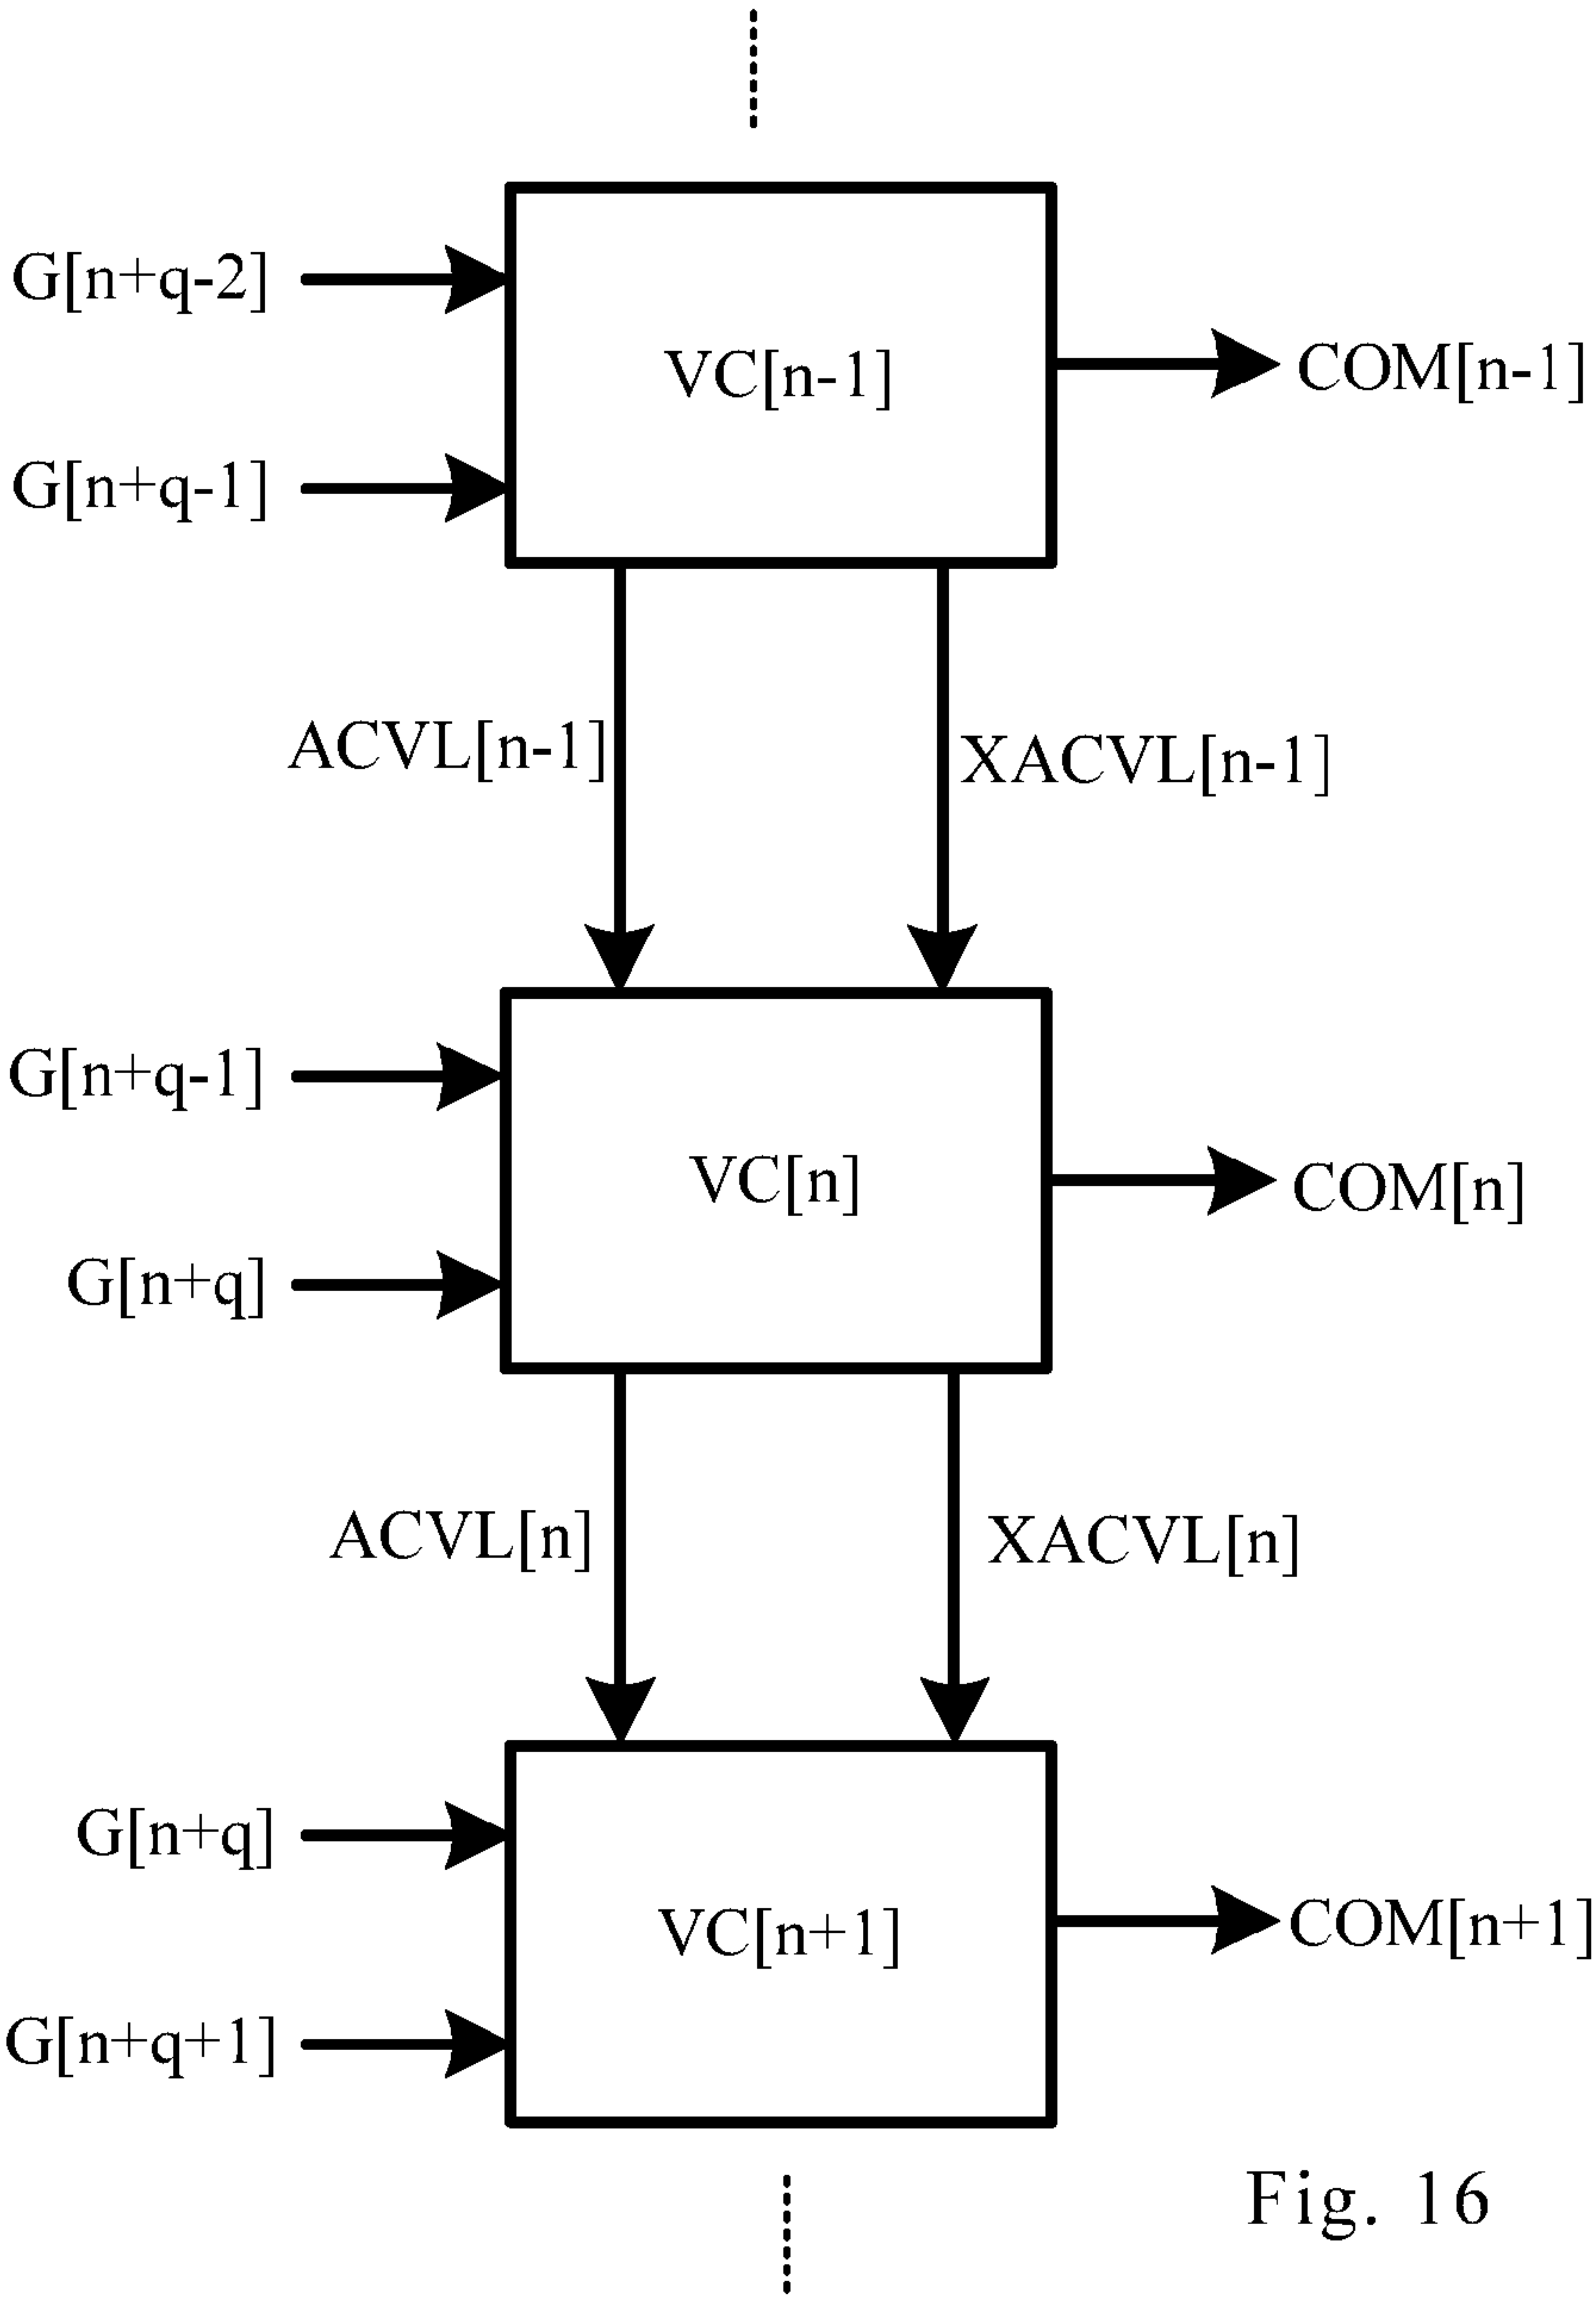 G[n+q-2]
VC[n-1]
COM[n-1]
G[n+q-1]
ACVL[n-1]
XACVL[n-1]
G[n+q-1]
VC[n]
COM[n]
G[n+q]
ACVL[n]
XACVL[n]
G[n+q]
VC[n+1]
COM[n+1]
G[n+q+1]
Fig. 16